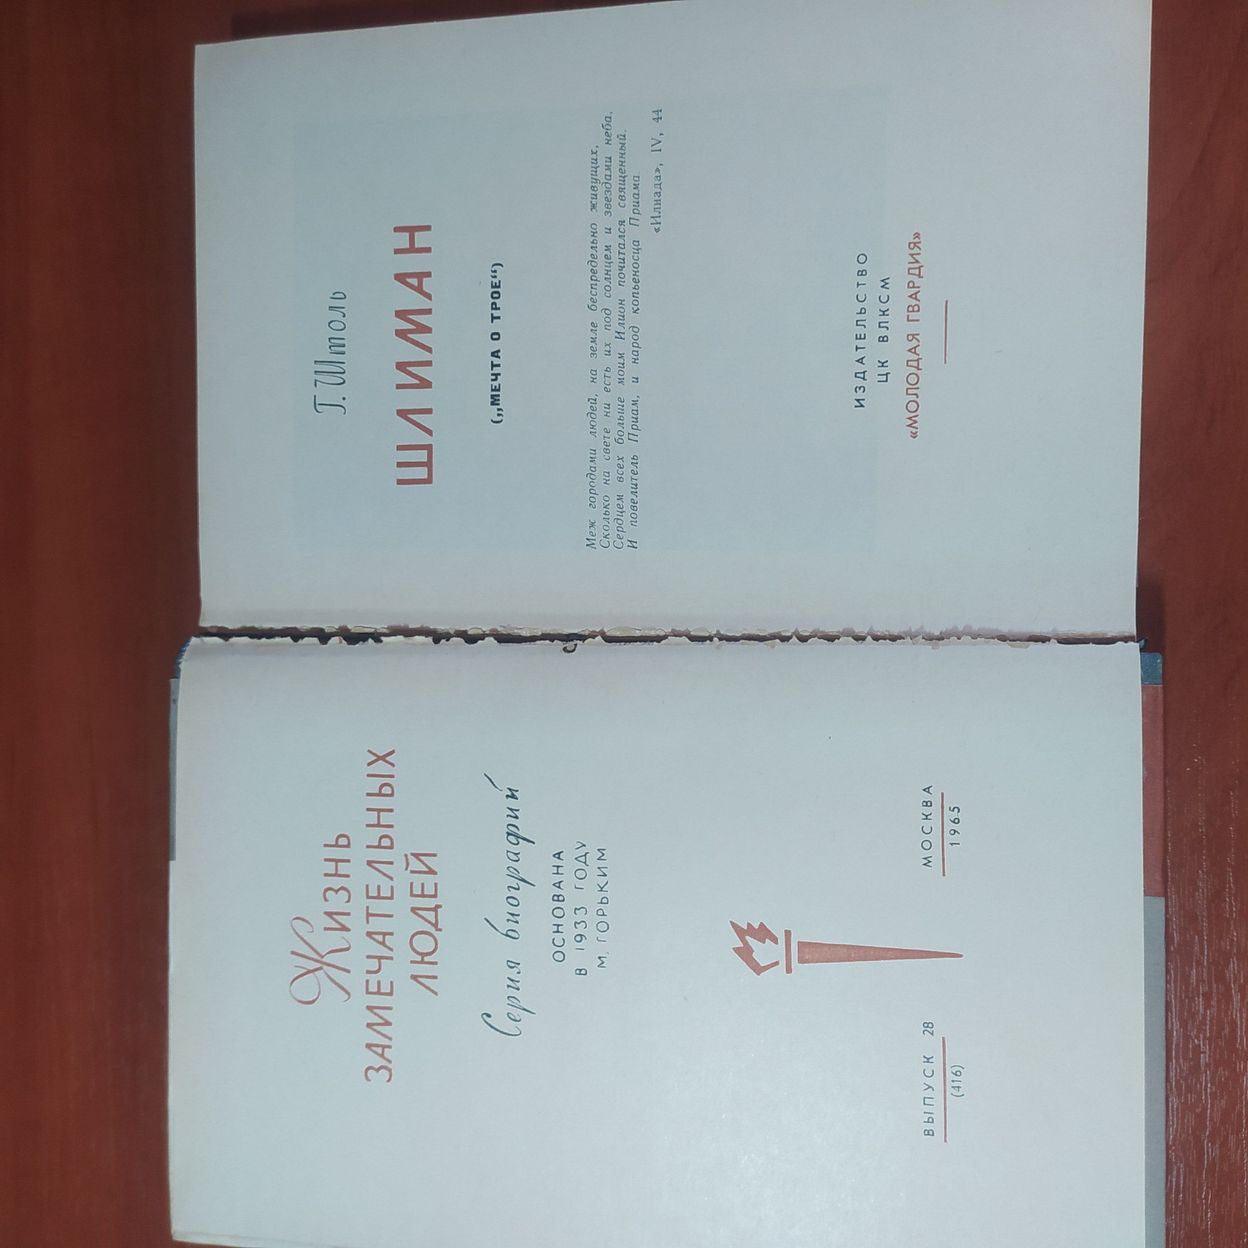 Жизнь
ЗАМЕЧАТЕЛЬНЫХ
ЛЮДЕЙ
Серия биографий
ОСНОВАНА
В 1933 ГОДУ
М. ГОРЬКИМ
ВЫПУСК 28
(416)
МОСКВА
1965
Г. Штоль
ШЛИМАН
(„МЕЧТА О ТРОЕ“)
Меж городами людей, на земле беспредельно живущих,
Сколько на свете ни есть их под солнцем и звездами неба.
Сердцем всех больше моим Илион почитался священный.
И повелитель Приам, и народ копьеносца Приама
«Илиада», IV, 44
ИЗДАТЕЛЬСТВО
ЦК ВЛКСМ
«МОЛОДАЯ ГВАРДИЯ»